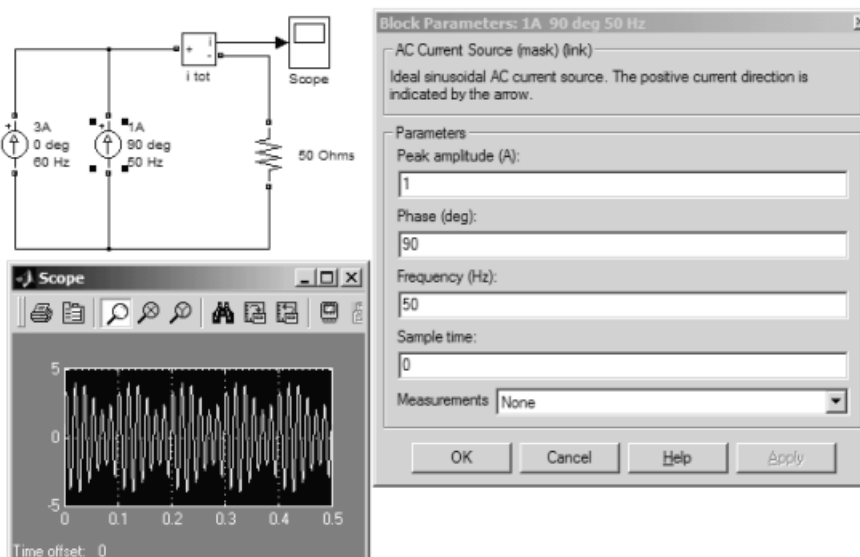 +
i
-
i tot
Scope
+
3A
0 deg
60 Hz
+
1A
90 deg
50 Hz
50 Ohms
Scope
5
0
-5
0
0.1
0.2
0.3
0.4
0.5
Time offset: 0
Block Parameters: 1A 90 deg 50 Hz
AC Current Source (mask) (link)
Ideal sinusoidal AC current source. The positive current direction is
indicated by the arrow.
Parameters
Peak amplitude (A):
1
Phase (deg):
90
Frequency (Hz):
50
Sample time:
0
Measurements None
OK
Cancel
Help
Apply